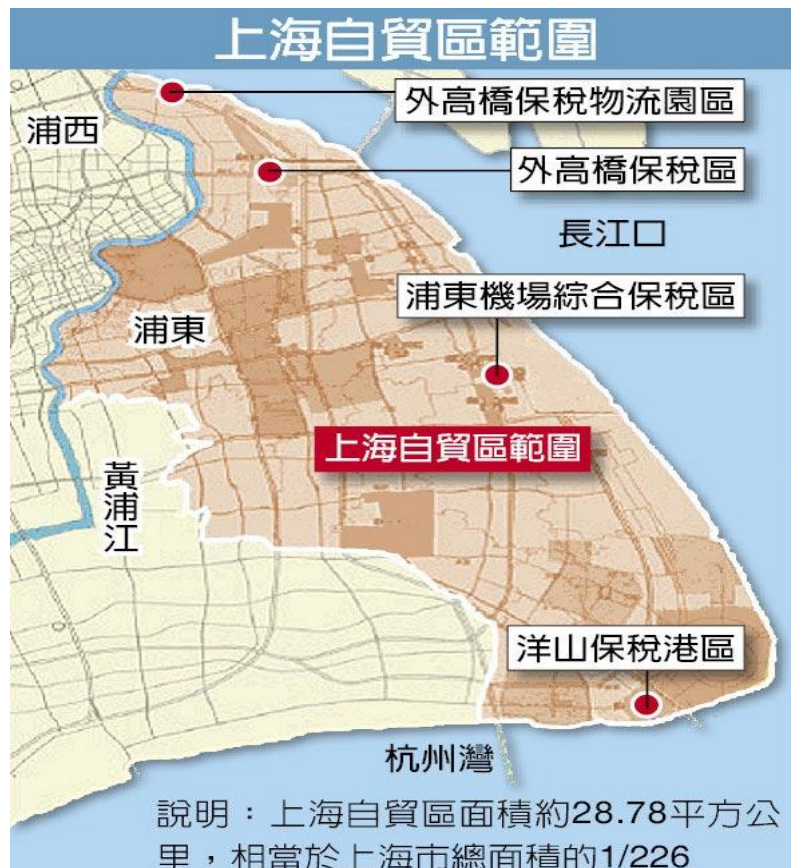 上海自貿區範圍
外高橋保稅物流園區
浦西
外高橋保稅區
長江口
浦東機場綜合保稅區
浦東
上海自貿區範圍
黃浦江
洋山保稅港區
杭州灣
說明：上海自貿區面積約28.78平方公
里，相當於上海市總面積的1/226